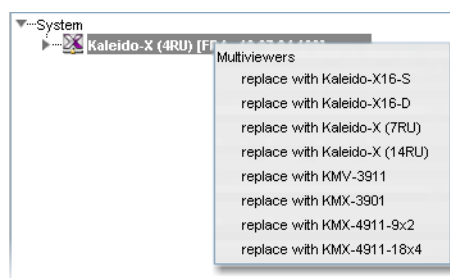 System
Kaleido-X (4RU)
Multiviewers
replace with Kaleido-X16-S
replace with Kaleido-X16-D
replace with Kaleido-X (7RU)
replace with Kaleido-X (14RU)
replace with KMV-3911
replace with KMX-3901
replace with KMX-4911-9x2
replace with KMX-4911-18x4